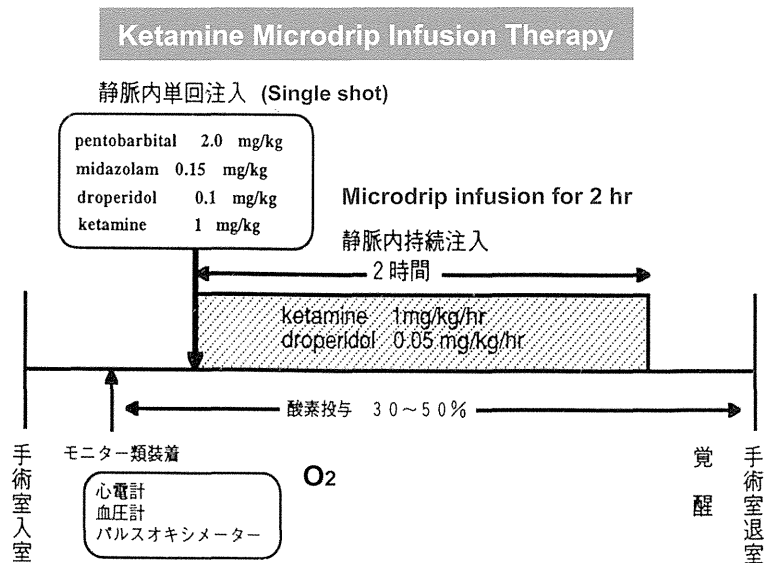 Ketamine Microdrip Infusion Therapy
静脈内単回注入 (Single shot)
pentobarbital 2.0 mg/kg
midazolam 0.15 mg/kg
droperidol 0.1 mg/kg
ketamine 1 mg/kg
Microdrip infusion for 2 hr
静脈内持続注入
2時間
ketamine 1mg/kg/hr
droperidol 0.05 mg/kg/hr
酸素投与 30～50%
手術室入室
モニター類装着
心電計
血圧計
パルスオキシメーター
O2
覚醒
手術室退室